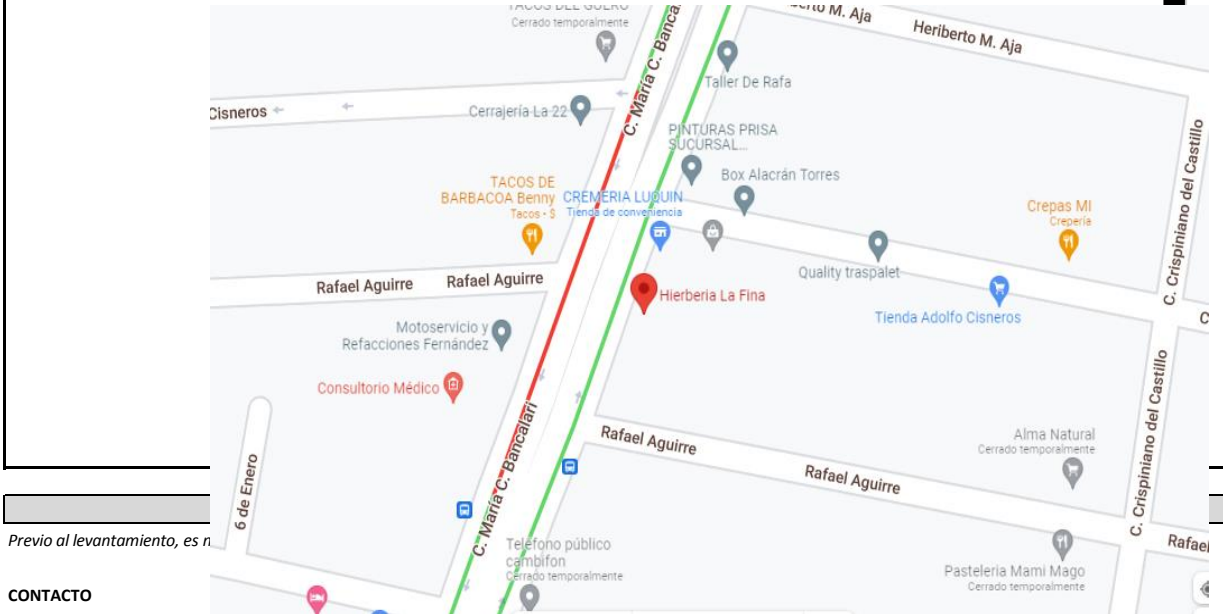 TACOS DEL GÜERO
Cerrado temporalmente
C. María C. Banca
Heriberto M. Aja
M. Aja
Taller De Rafa
Cisneros
Cerrajería La 22
C. Crispiniano del Castillo
PINTURAS PRISA
SUCURSAL...
Box Alacrán Torres
TACOS DE
BARBACOA Benny
Tacos - $
CREMERIA LUQUIN
Tienda de conveniencia
Crepas MI
Crepería
Quality traspalet
Rafael Aguirre
Rafael Aguirre
Hierberia La Fina
Tienda Adolfo Cisneros
C
Motoservicio y
Refacciones Fernández
Consultorio Médico
C. Crispiniano del Castillo
C. María C. Bancalari
Rafael Aguirre
Alma Natural
Cerrado temporalmente
Rafael Aguirre
6 de Enero
Rafael
Previo al levantamiento, es
Teléfono público
cambifon
Cerrado temporalmente
Pasteleria Mami Mago
Cerrado temporalmente
CONTACTO